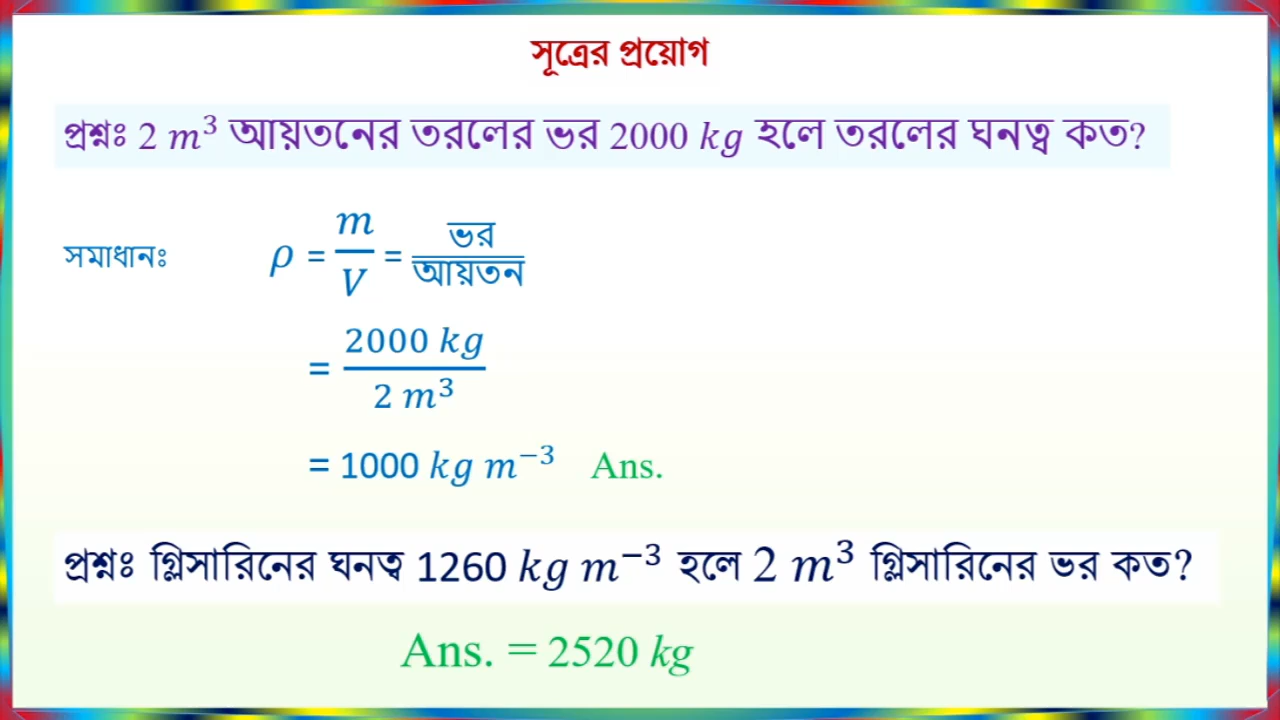 সূত্রের প্রয়োগ
প্রশ্নঃ 2 m³ আয়তনের তরলের ভর 2000 kg হলে তরলের ঘনত্ব কত?
সমাধানঃ ρ = m/V = ভর/আয়তন
= 2000 kg / 2 m³
= 1000 kg m⁻³ Ans.
প্রশ্নঃ গ্লিসারিনের ঘনত্ব 1260 kg m⁻³ হলে 2 m³ গ্লিসারিনের ভর কত?
Ans. = 2520 kg